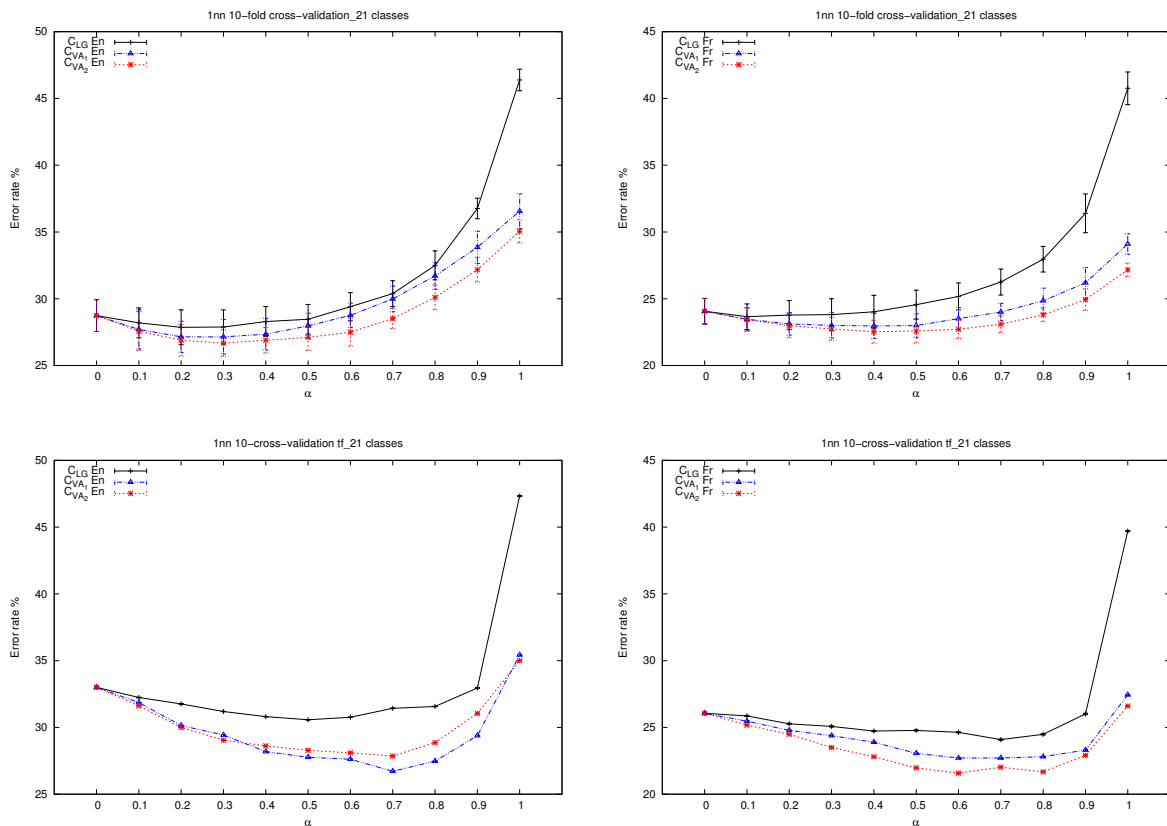 1nn 10−fold cross−validation_21 classes
50
45
40
35
30
25
Error rate %
C_LG En
C_VA1 En
C_VA2 En
0 0.1 0.2 0.3 0.4 0.5 0.6 0.7 0.8 0.9 1
α
1nn 10−fold cross−validation_21 classes
45
40
35
30
25
20
Error rate %
C_LG Fr
C_VA1 Fr
C_VA2 Fr
0 0.1 0.2 0.3 0.4 0.5 0.6 0.7 0.8 0.9 1
α
1nn 10−cross−validation tf_21 classes
50
45
40
35
30
25
Error rate %
C_LG En
C_VA1 En
C_VA2 En
0 0.1 0.2 0.3 0.4 0.5 0.6 0.7 0.8 0.9 1
α
1nn 10−cross−validation tf_21 classes
45
40
35
30
25
20
Error rate %
C_LG Fr
C_VA1 Fr
C_VA2 Fr
0 0.1 0.2 0.3 0.4 0.5 0.6 0.7 0.8 0.9 1
α